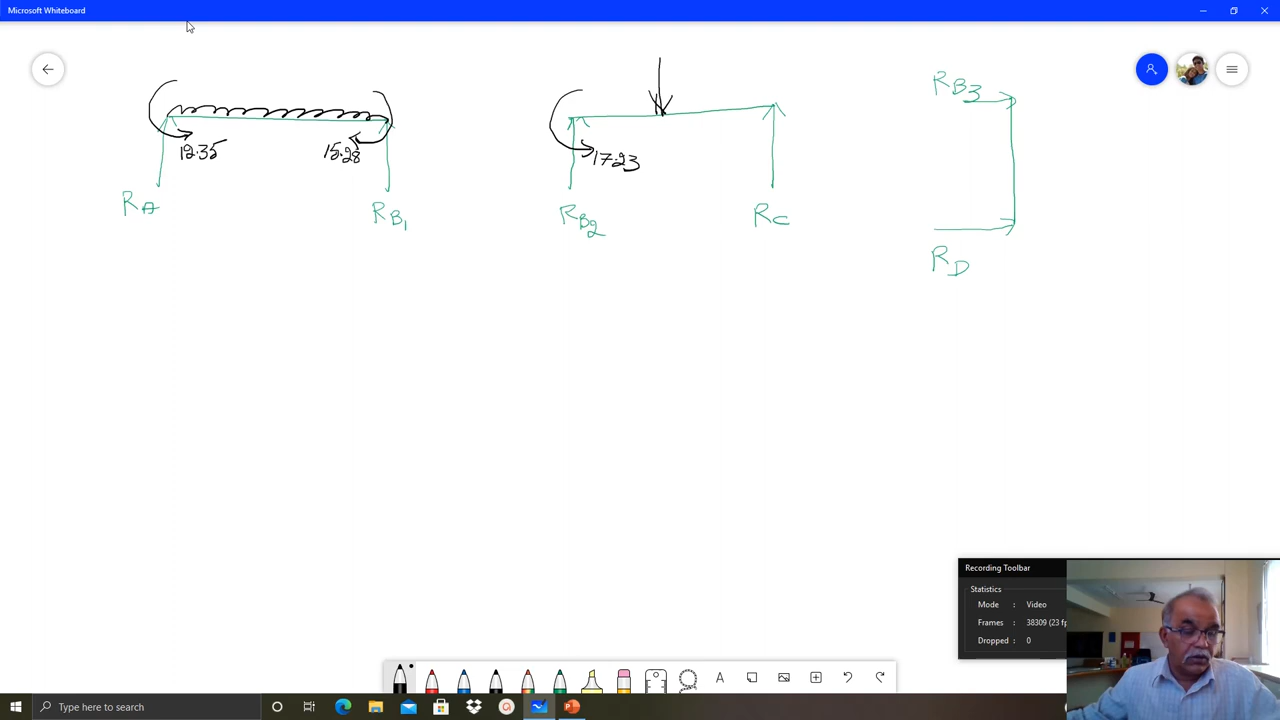 Microsoft Whiteboard
12.35
15.28
RA
RB1
17.23
RB2
RC
RB3
RD
Recording Toolbar
Statistics
Mode : Video
Frames : 38309 (23 fp
Dropped : 0
A
Type here to search